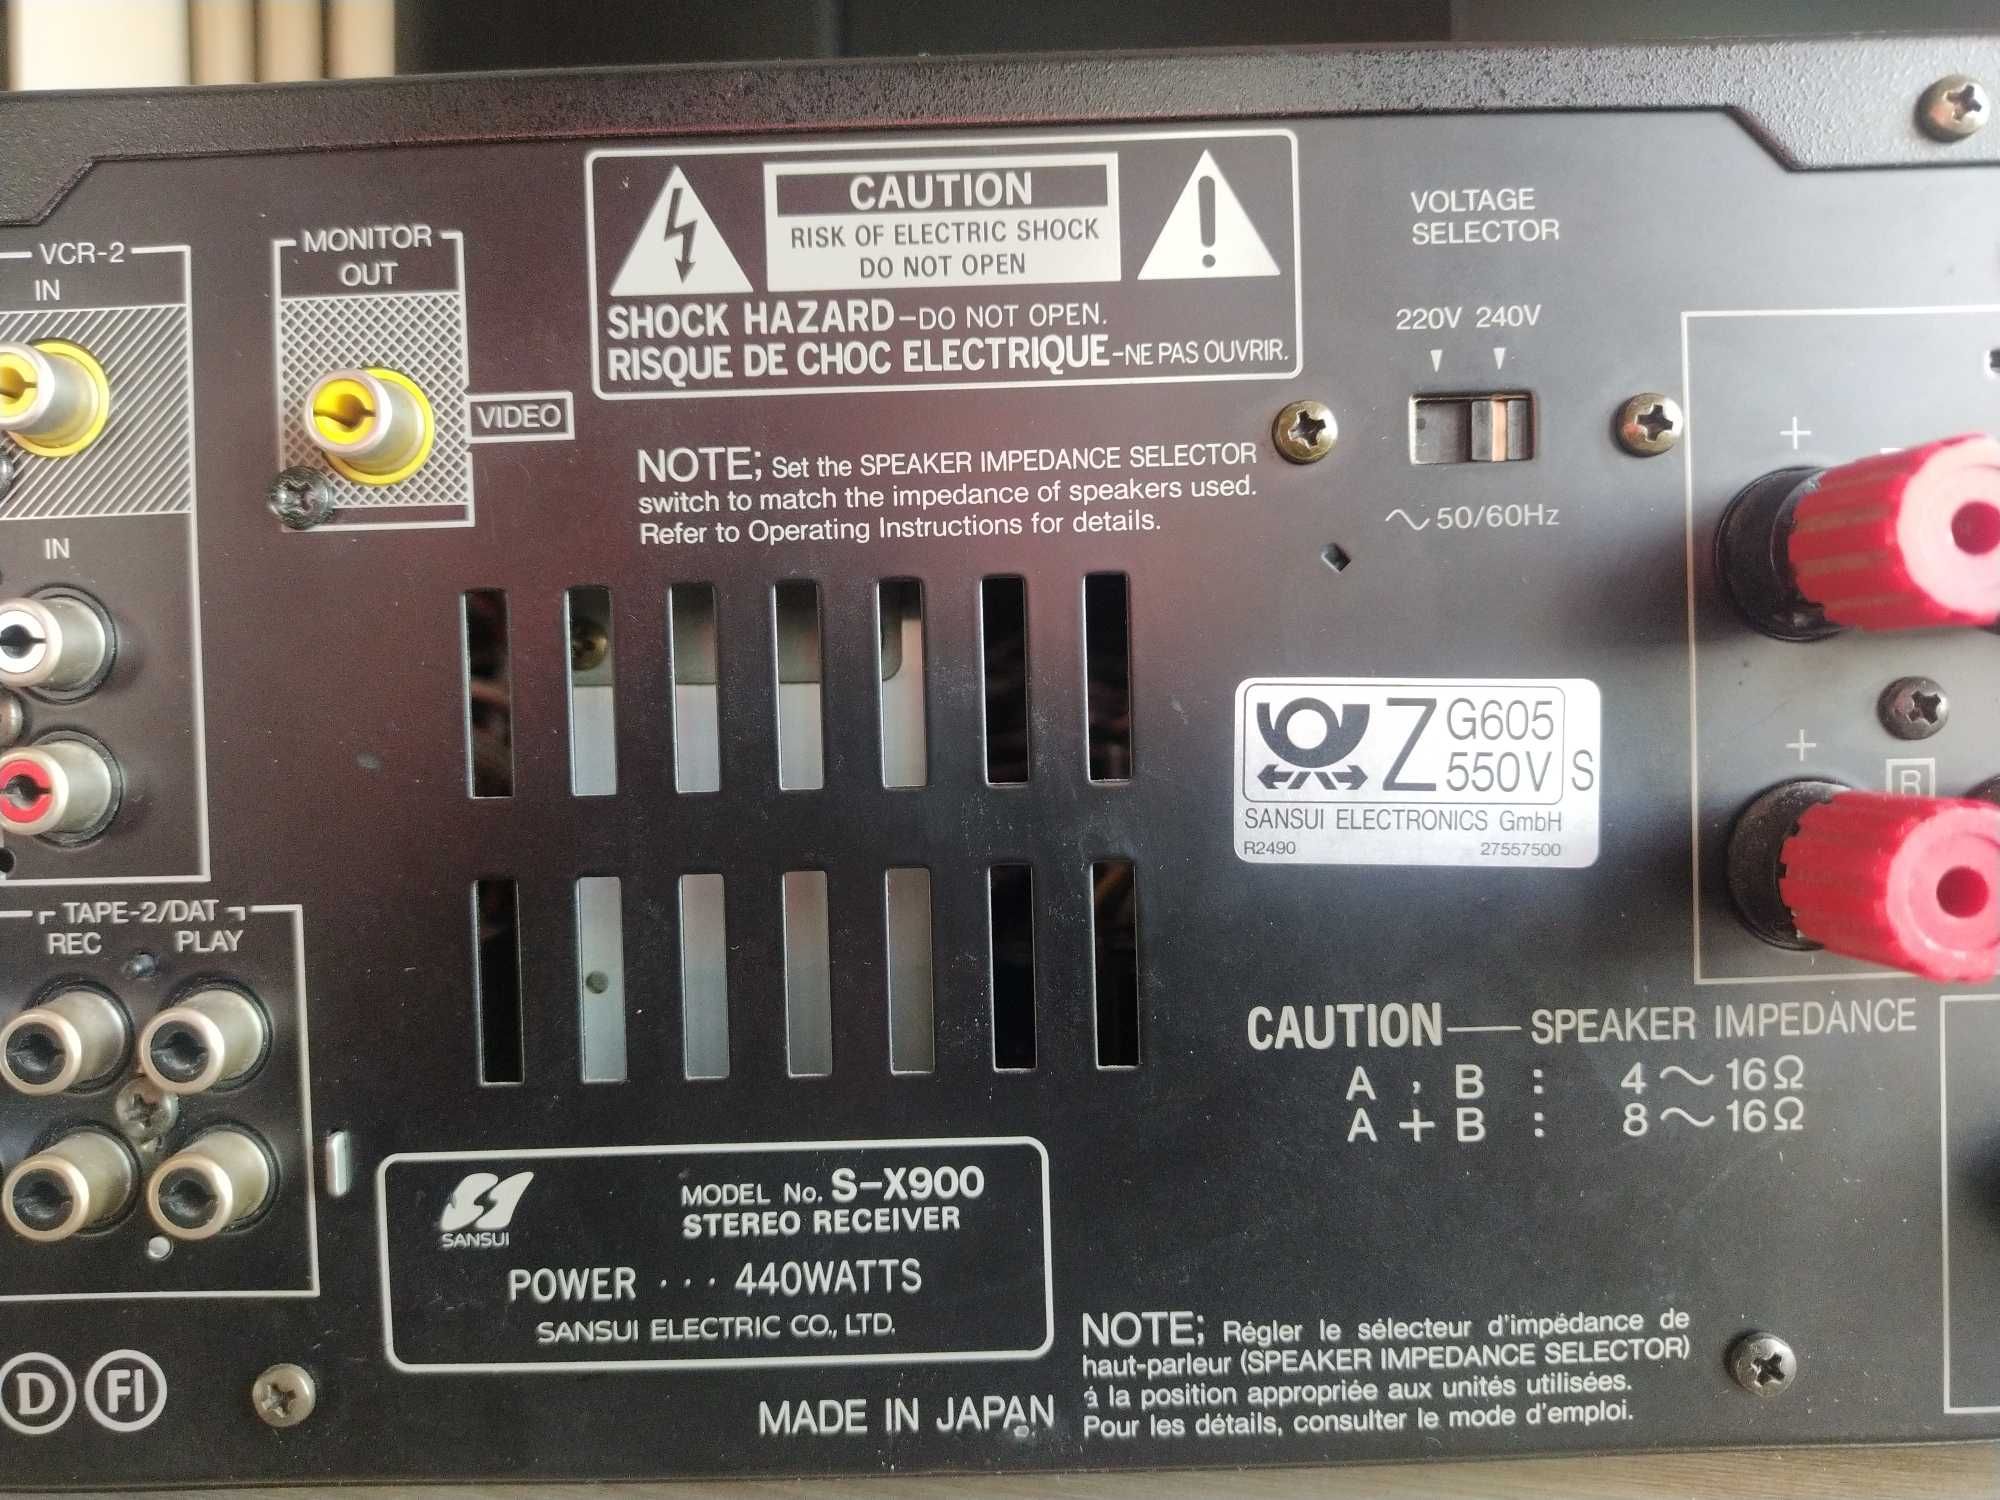 VCR-2
IN
IN
MONITOR
OUT
VIDEO
CAUTION
RISK OF ELECTRIC SHOCK
DO NOT OPEN
SHOCK HAZARD–DO NOT OPEN.
RISQUE DE CHOC ELECTRIQUE-NE PAS OUVRIR.
NOTE; Set the SPEAKER IMPEDANCE SELECTOR
switch to match the impedance of speakers used.
Refer to Operating Instructions for details.
VOLTAGE
SELECTOR
220V 240V
∿ 50/60Hz
+
+
R
Z G605
550V S
SANSUI ELECTRONICS GmbH
R2490 27557500
TAPE-2/DAT
REC PLAY
CAUTION — SPEAKER IMPEDANCE
A , B : 4 ～ 16Ω
A + B : 8 ～ 16Ω
SANSUI
MODEL No. S–X900
STEREO RECEIVER
POWER ... 440WATTS
SANSUI ELECTRIC CO., LTD.
MADE IN JAPAN
NOTE; Régler le sélecteur d'impédance de
haut-parleur (SPEAKER IMPEDANCE SELECTOR)
á la position appropriée aux unités utilisées.
Pour les détails, consulter le mode d'emploi.
D FI